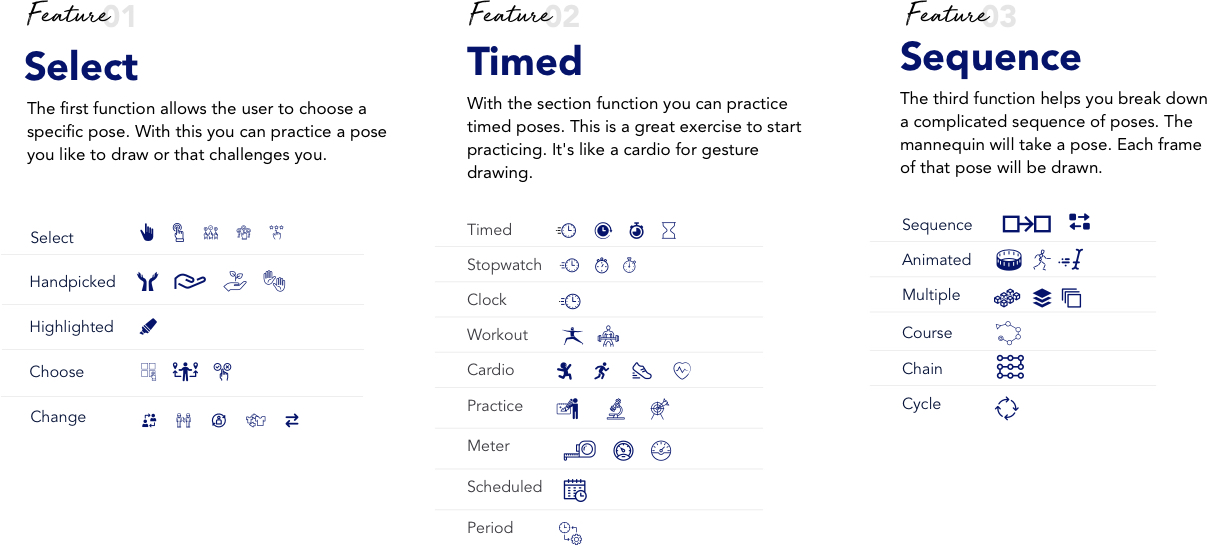 Feature 01
Select
The first function allows the user to choose a
specific pose. With this you can practice a pose
you like to draw or that challenges you.
Select
Handpicked
Highlighted
Choose
Change
Feature 02
Timed
With the section function you can practice
timed poses. This is a great exercise to start
practicing. It's like a cardio for gesture
drawing.
Timed
Stopwatch
Clock
Workout
Cardio
Practice
Meter
Scheduled
Period
Feature 03
Sequence
The third function helps you break down
a complicated sequence of poses. The
mannequin will take a pose. Each frame
of that pose will be drawn.
Sequence
Animated
Multiple
Course
Chain
Cycle